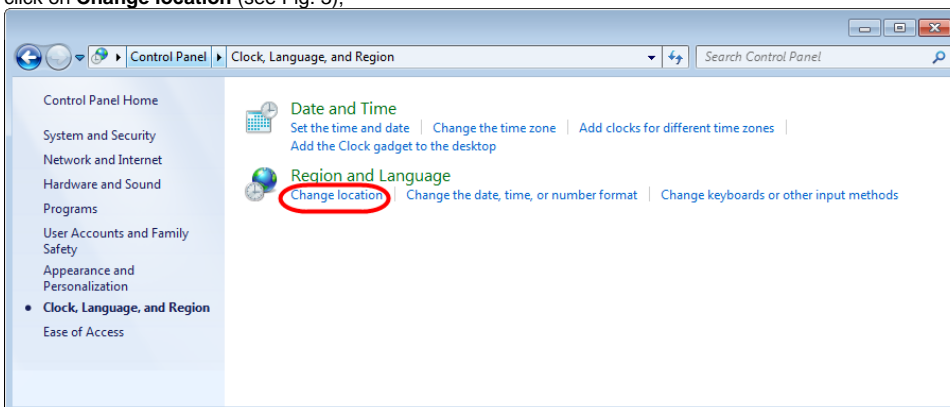 click on Change location (see Fig. 3);
Control Panel Clock, Language, and Region Search Control Panel
Control Panel Home
System and Security
Network and Internet
Hardware and Sound
Programs
User Accounts and Family
Safety
Appearance and
Personalization
Clock, Language, and Region
Ease of Access
Date and Time
Set the time and date Change the time zone Add clocks for different time zones
Add the Clock gadget to the desktop
Region and Language
Change location Change the date, time, or number format Change keyboards or other input methods